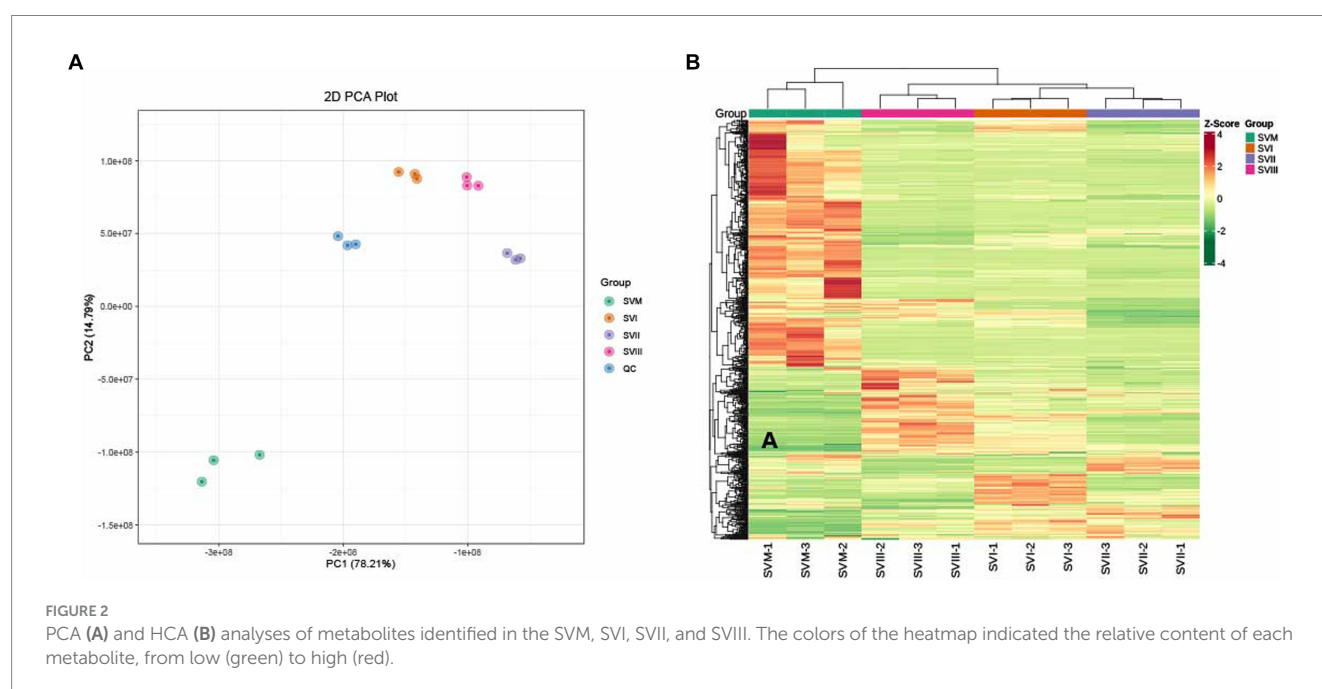 A
2D PCA Plot
1.0e+08
5.0e+07
0.0e+00
-5.0e+07
-1.0e+08
-1.5e+08
PC2 (14.79%)
-3e+08 -2e+08 -1e+08
PC1 (78.21%)
Group
SVM
SVI
SVII
SVIII
QC
B
Group
A
SVM-1 SVM-3 SVM-2 SVIII-2 SVIII-3 SVIII-1 SVI-1 SVI-2 SVI-3 SVII-3 SVII-2 SVII-1
Z-Score Group
4
2
0
-2
-4
SVM
SVI
SVII
SVIII
FIGURE 2
PCA (A) and HCA (B) analyses of metabolites identified in the SVM, SVI, SVII, and SVIII. The colors of the heatmap indicated the relative content of each
metabolite, from low (green) to high (red).